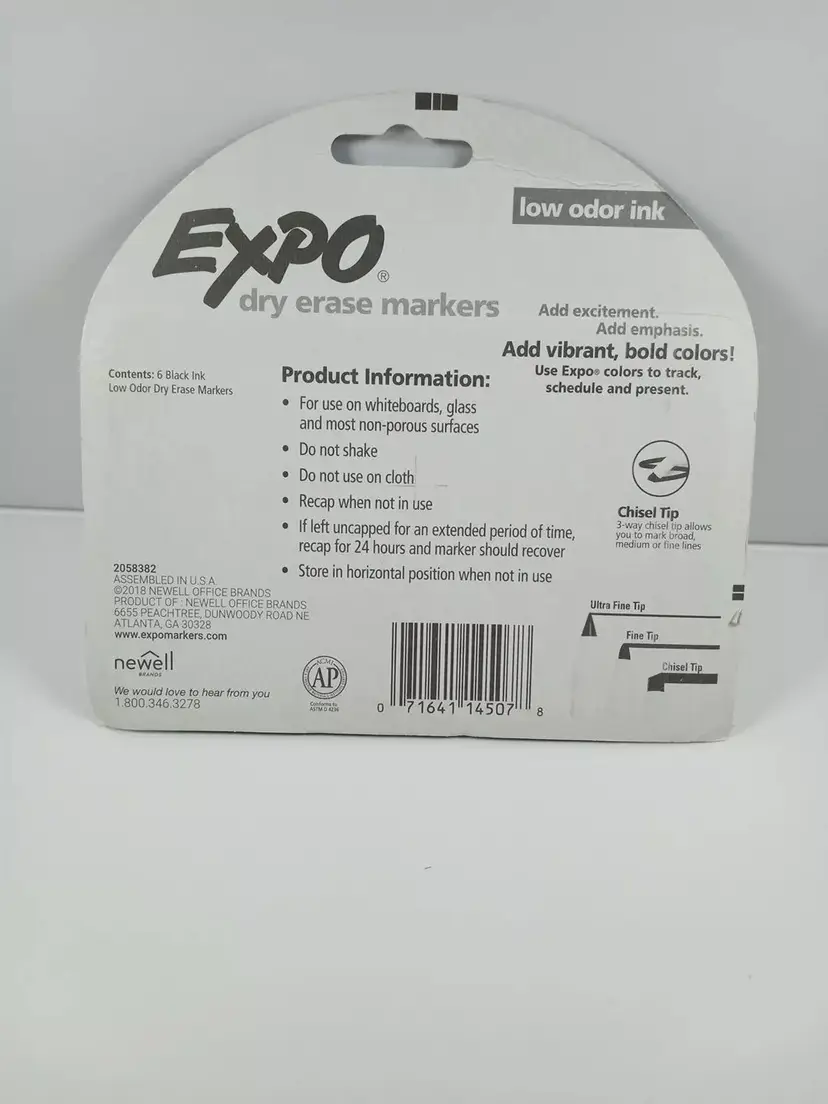 low odor ink
EXPO®
dry erase markers
Add excitement.
Add emphasis.
Add vibrant, bold colors!
Use Expo® colors to track,
schedule and present.
Contents: 6 Black Ink
Low Odor Dry Erase Markers
Product Information:
• For use on whiteboards, glass
and most non-porous surfaces
• Do not shake
• Do not use on cloth
• Recap when not in use
• If left uncapped for an extended period of time,
recap for 24 hours and marker should recover
• Store in horizontal position when not in use
Chisel Tip
3-way chisel tip allows
you to mark broad,
medium or fine lines
2058382
ASSEMBLED IN U.S.A.
©2018 NEWELL OFFICE BRANDS
PRODUCT OF : NEWELL OFFICE BRANDS
6655 PEACHTREE, DUNWOODY ROAD NE
ATLANTA, GA 30328
www.expomarkers.com
newell
BRANDS
We would love to hear from you
1.800.346.3278
ACMI
AP
Conforms to
ASTM D 4236
0 71641 14507 8
Ultra Fine Tip
Fine Tip
Chisel Tip